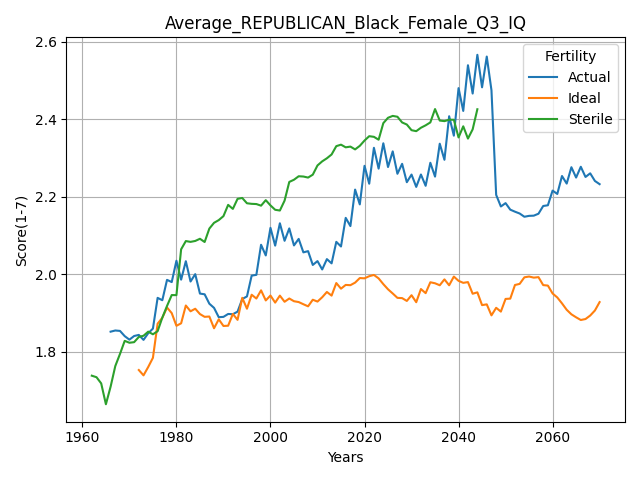 Average_REPUBLICAN_Black_Female_Q3_IQ
Score(1-7)
2.6
2.4
2.2
2.0
1.8
Fertility
Actual
Ideal
Sterile
1960 1980 2000 2020 2040 2060
Years